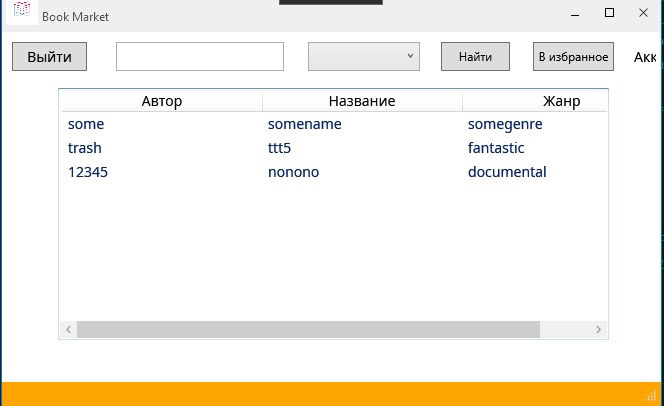 Book Market
Выйти Найти В избранное Акк
Автор Название Жанр
some somename somegenre
trash ttt5 fantastic
12345 nonono documental